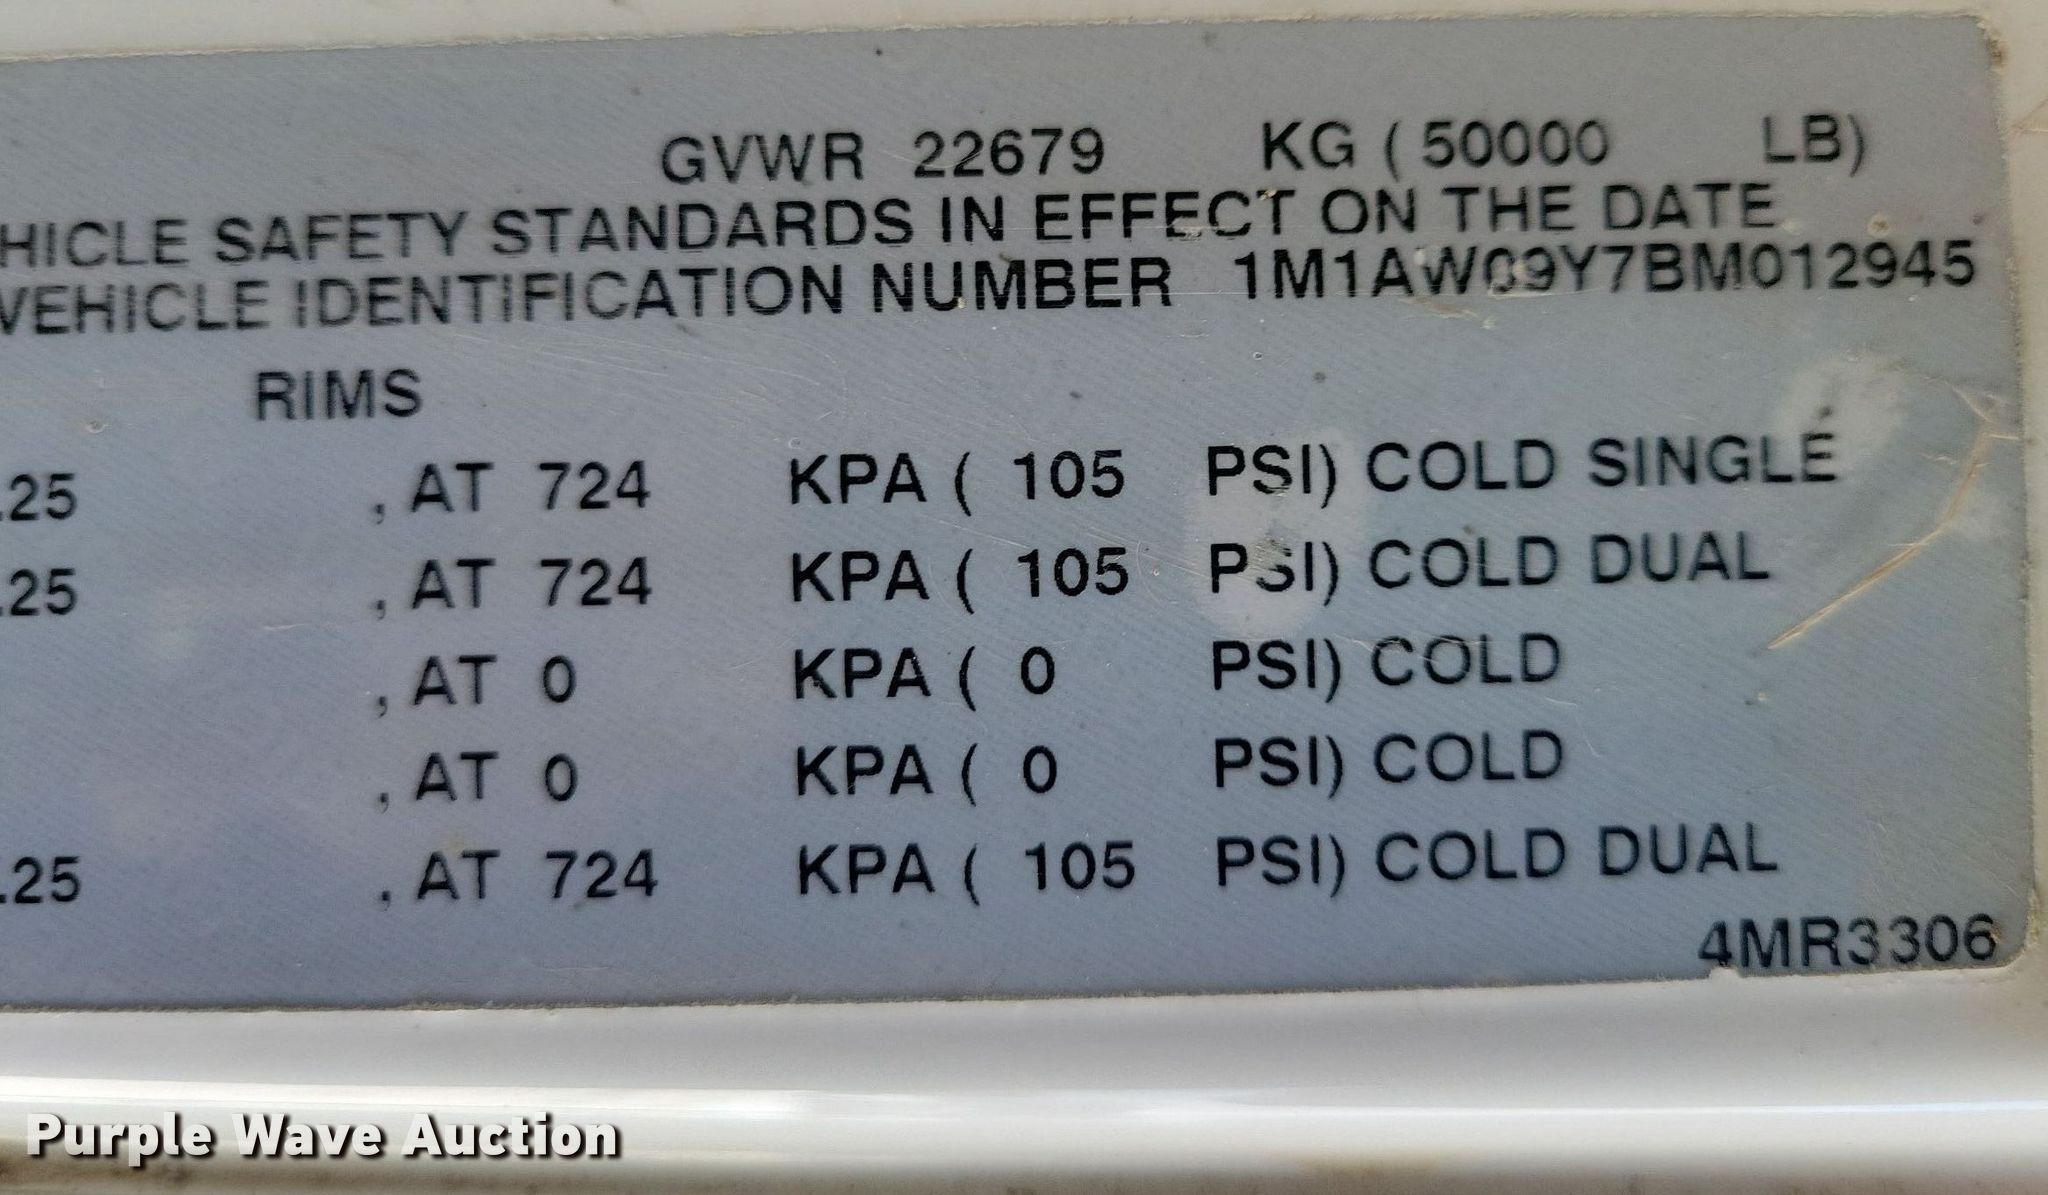 GVWR 22679 KG ( 50000 LB)
HICLE SAFETY STANDARDS IN EFFECT ON THE DATE
VEHICLE IDENTIFICATION NUMBER 1M1AW09Y7BM012945
RIMS
.25 , AT 724 KPA ( 105 PSI) COLD SINGLE
.25 , AT 724 KPA ( 105 PSI) COLD DUAL
, AT 0 KPA ( 0 PSI) COLD
, AT 0 KPA ( 0 PSI) COLD
.25 , AT 724 KPA ( 105 PSI) COLD DUAL
4MR3306
Purple Wave Auction